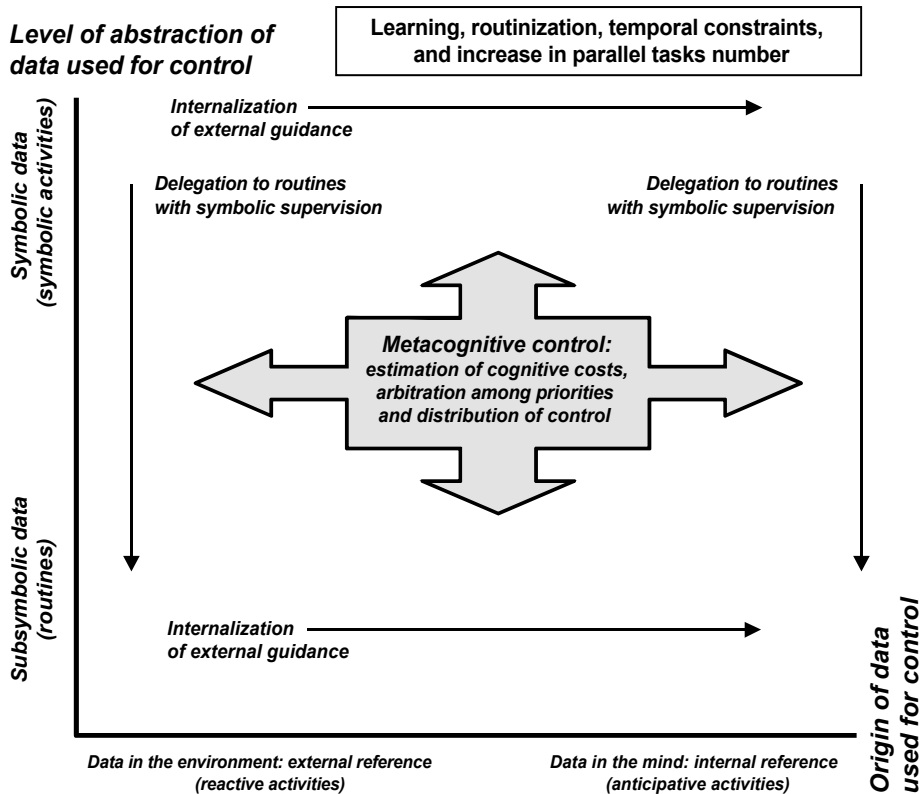 Level of abstraction of
data used for control
Learning, routinization, temporal constraints,
and increase in parallel tasks number
Symbolic data
(symbolic activities)
Internalization
of external guidance
Delegation to routines
with symbolic supervision
Delegation to routines
with symbolic supervision
Metacognitive control:
estimation of cognitive costs,
arbitration among priorities
and distribution of control
Subsymbolic data
(routines)
Internalization
of external guidance
Origin of data
used for control
Data in the environment: external reference
(reactive activities)
Data in the mind: internal reference
(anticipative activities)